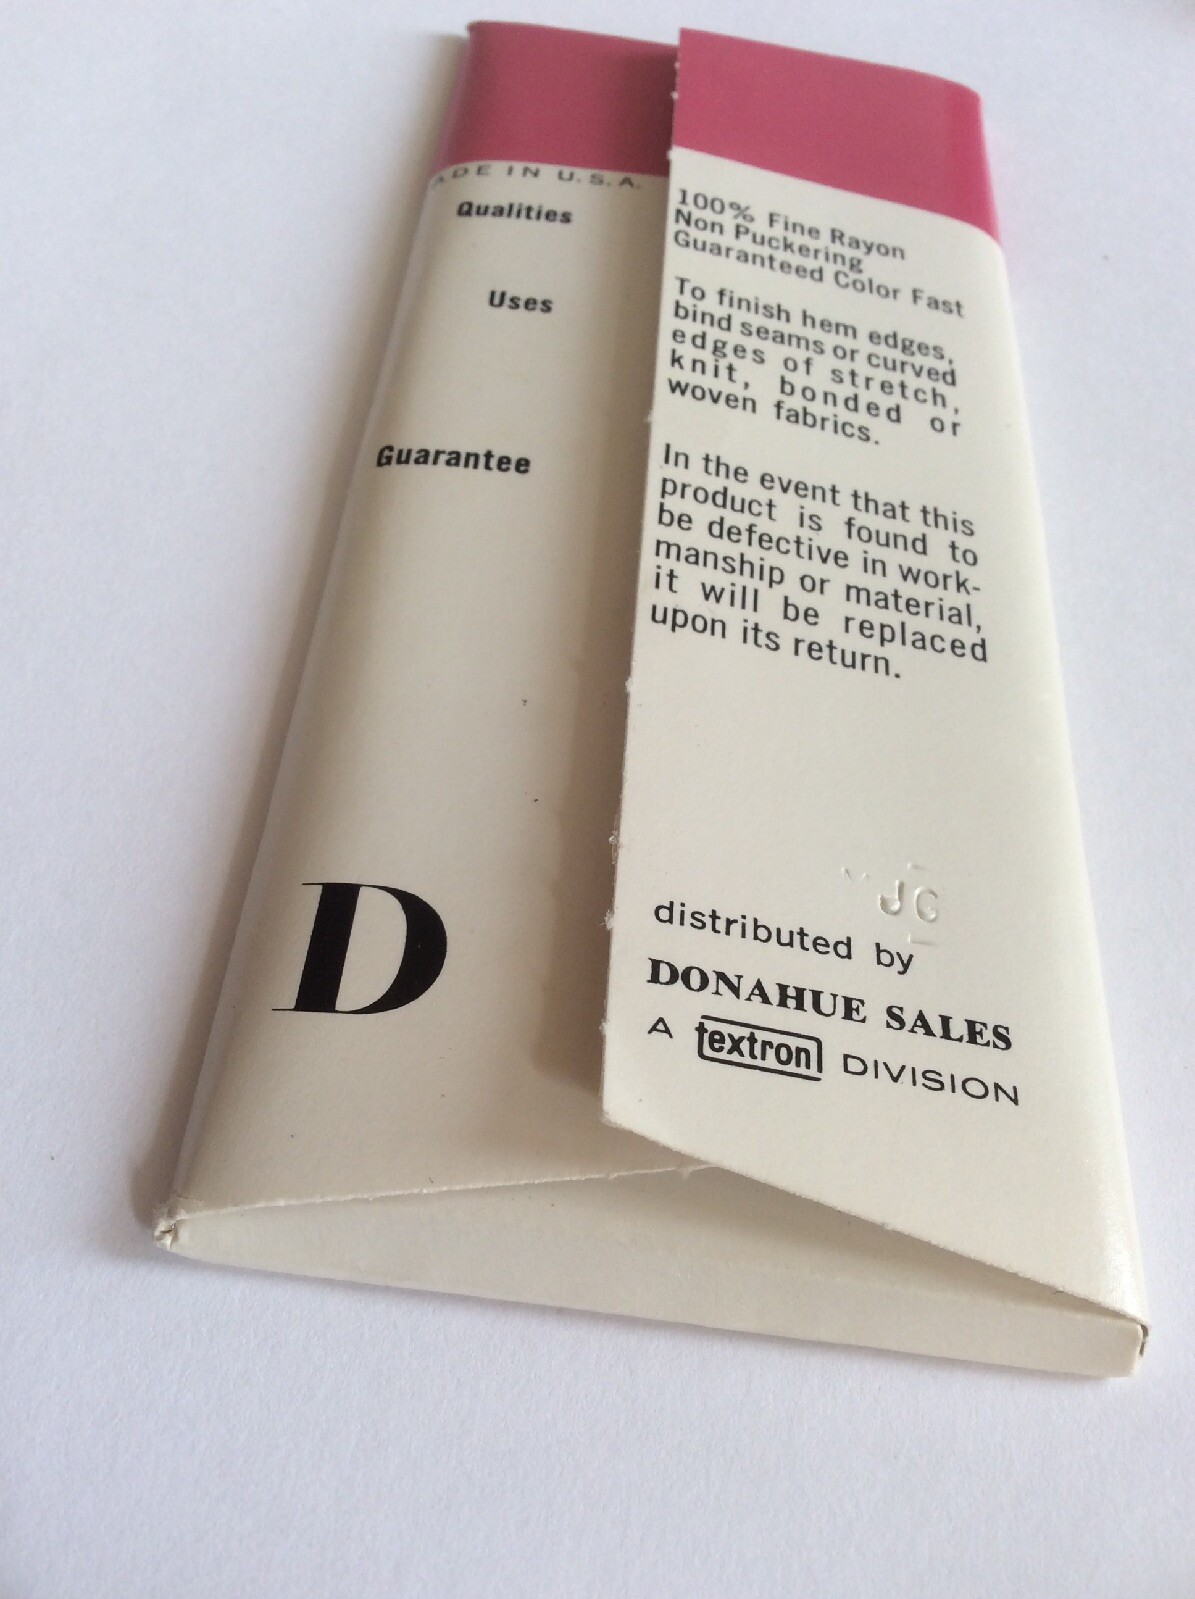 MADE IN U.S.A.
Qualities
100% Fine Rayon
Non Puckering
Guaranteed Color Fast
Uses
To finish hem edges,
bind seams or curved
edges of stretch,
knit, bonded or
woven fabrics.
Guarantee
In the event that this
product is found to
be defective in work-
manship or material,
it will be replaced
upon its return.
JG
D
distributed by
DONAHUE SALES
A textron DIVISION